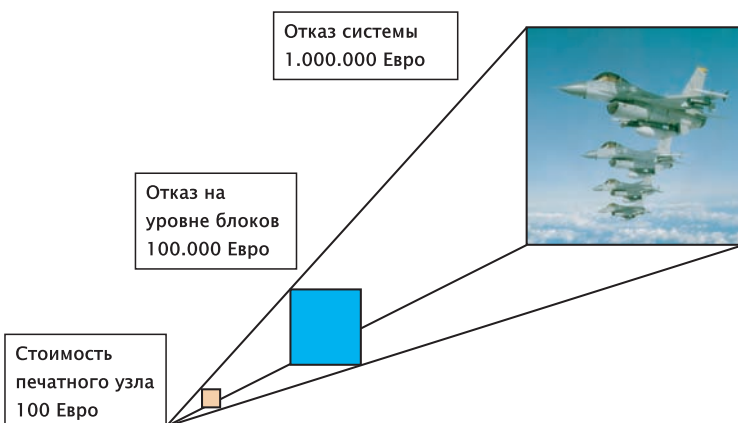 Отказ системы
1.000.000 Евро
Отказ на
уровне блоков
100.000 Евро
Стоимость
печатного узла
100 Евро